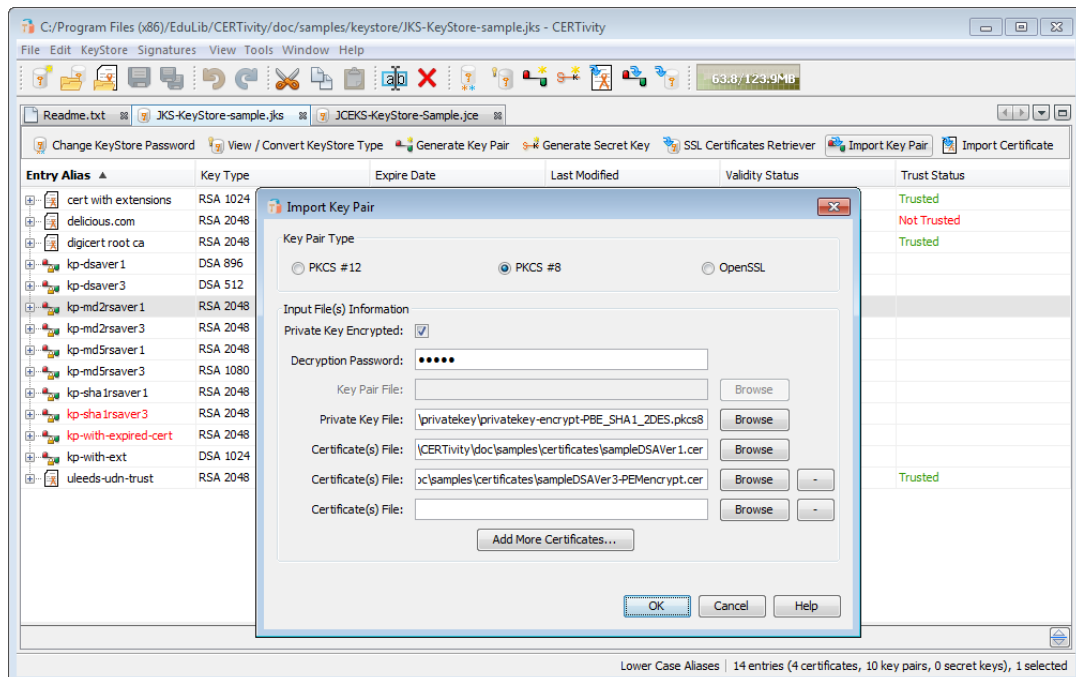 C:/Program Files (x86)/EduLib/CERTivity/doc/samples/keystore/JKS-KeyStore-sample.jks - CERTivity
File Edit KeyStore Signatures View Tools Window Help
63.8/123.9MB
Readme.txt JKS-KeyStore-sample.jks JCEKS-KeyStore-Sample.jce
Change KeyStore Password View / Convert KeyStore Type Generate Key Pair Generate Secret Key SSL Certificates Retriever Import Key Pair Import Certificate
Entry Alias Key Type Expire Date Last Modified Validity Status Trust Status
cert with extensions RSA 1024 Trusted
delicious.com RSA 2048 Not Trusted
digicert root ca RSA 2048 Trusted
kp-dsaver1 DSA 896
kp-dsaver3 DSA 512
kp-md2rsaver1 RSA 2048
kp-md2rsaver3 RSA 2048
kp-md5rsaver1 RSA 2048
kp-md5rsaver3 RSA 1080
kp-sha1rsaver1 RSA 2048
kp-sha1rsaver3 RSA 2048
kp-with-expired-cert RSA 2048
kp-with-ext DSA 1024
uleeds-udn-trust RSA 2048 Trusted
Import Key Pair
Key Pair Type
PKCS #12 PKCS #8 OpenSSL
Input File(s) Information
Private Key Encrypted:
Decryption Password: •••••
Key Pair File: Browse
Private Key File: \privatekey\privatekey-encrypt-PBE_SHA1_2DES.pkcs8 Browse
Certificate(s) File: \CERTivity\doc\samples\certificates\sampleDSAVer1.cer Browse
Certificate(s) File: oc\samples\certificates\sampleDSAVer3-PEMencrypt.cer Browse -
Certificate(s) File: Browse -
Add More Certificates...
OK Cancel Help
Lower Case Aliases 14 entries (4 certificates, 10 key pairs, 0 secret keys), 1 selected